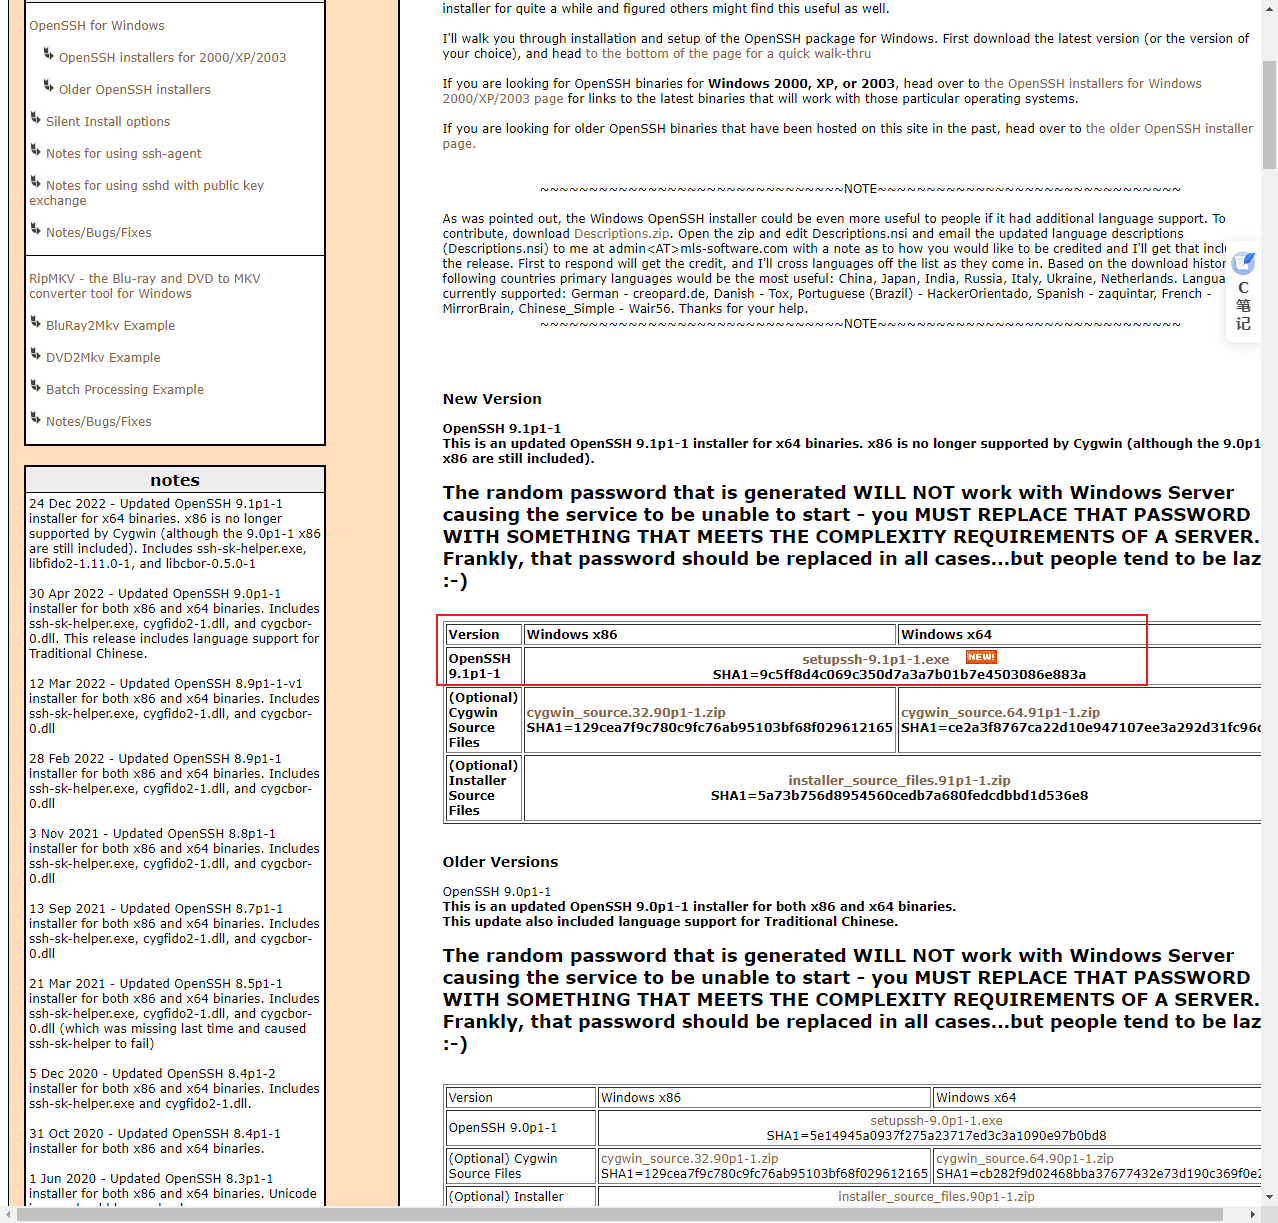 OpenSSH for Windows
OpenSSH installers for 2000/XP/2003
Older OpenSSH installers
Silent Install options
Notes for using ssh-agent
Notes for using sshd with public key
exchange
Notes/Bugs/Fixes
RipMKV - the Blu-ray and DVD to MKV
converter tool for Windows
BluRay2Mkv Example
DVD2Mkv Example
Batch Processing Example
Notes/Bugs/Fixes
notes
24 Dec 2022 - Updated OpenSSH 9.1p1-1
installer for x64 binaries. x86 is no longer
supported by Cygwin (although the 9.0p1-1 x86
are still included). Includes ssh-sk-helper.exe,
libfido2-1.11.0-1, and libcbor-0.5.0-1
30 Apr 2022 - Updated OpenSSH 9.0p1-1
installer for both x86 and x64 binaries. Includes
ssh-sk-helper.exe, cygfido2-1.dll, and cygcbor-
0.dll. This release includes language support for
Traditional Chinese.
12 Mar 2022 - Updated OpenSSH 8.9p1-1-v1
installer for both x86 and x64 binaries. Includes
ssh-sk-helper.exe, cygfido2-1.dll, and cygcbor-
0.dll
28 Feb 2022 - Updated OpenSSH 8.9p1-1
installer for both x86 and x64 binaries. Includes
ssh-sk-helper.exe, cygfido2-1.dll, and cygcbor-
0.dll
3 Nov 2021 - Updated OpenSSH 8.8p1-1
installer for both x86 and x64 binaries. Includes
ssh-sk-helper.exe, cygfido2-1.dll, and cygcbor-
0.dll
13 Sep 2021 - Updated OpenSSH 8.7p1-1
installer for both x86 and x64 binaries. Includes
ssh-sk-helper.exe, cygfido2-1.dll, and cygcbor-
0.dll
21 Mar 2021 - Updated OpenSSH 8.5p1-1
installer for both x86 and x64 binaries. Includes
ssh-sk-helper.exe, cygfido2-1.dll, and cygcbor-
0.dll (which was missing last time and caused
ssh-sk-helper to fail)
5 Dec 2020 - Updated OpenSSH 8.4p1-2
installer for both x86 and x64 binaries. Includes
ssh-sk-helper.exe and cygfido2-1.dll.
31 Oct 2020 - Updated OpenSSH 8.4p1-1
installer for both x86 and x64 binaries.
1 Jun 2020 - Updated OpenSSH 8.3p1-1
installer for both x86 and x64 binaries. Unicode
installer for quite a while and figured others might find this useful as well.
I'll walk you through installation and setup of the OpenSSH package for Windows. First download the latest version (or the version of
your choice), and head to the bottom of the page for a quick walk-thru
If you are looking for OpenSSH binaries for Windows 2000, XP, or 2003, head over to the OpenSSH installers for Windows
2000/XP/2003 page for links to the latest binaries that will work with those particular operating systems.
If you are looking for older OpenSSH binaries that have been hosted on this site in the past, head over to the older OpenSSH installer
page.
~~~~~~~~~~~~~~~~~~~~~~~~~~~~~~~NOTE~~~~~~~~~~~~~~~~~~~~~~~~~~~~~~~
As was pointed out, the Windows OpenSSH installer could be even more useful to people if it had additional language support. To
contribute, download Descriptions.zip. Open the zip and edit Descriptions.nsi and email the updated language descriptions
(Descriptions.nsi) to me at admin<AT>mls-software.com with a note as to how you would like to be credited and I'll get that inclu
the release. First to respond will get the credit, and I'll cross languages off the list as they come in. Based on the download histor
following countries primary languages would be the most useful: China, Japan, India, Russia, Italy, Ukraine, Netherlands. Langua
currently supported: German - creopard.de, Danish - Tox, Portuguese (Brazil) - HackerOrientado, Spanish - zaquintar, French -
MirrorBrain, Chinese_Simple - Wair56. Thanks for your help.
~~~~~~~~~~~~~~~~~~~~~~~~~~~~~~~NOTE~~~~~~~~~~~~~~~~~~~~~~~~~~~~~~~
C
笔
记
New Version
OpenSSH 9.1p1-1
This is an updated OpenSSH 9.1p1-1 installer for x64 binaries. x86 is no longer supported by Cygwin (although the 9.0p1
x86 are still included).
The random password that is generated WILL NOT work with Windows Server
causing the service to be unable to start - you MUST REPLACE THAT PASSWORD
WITH SOMETHING THAT MEETS THE COMPLEXITY REQUIREMENTS OF A SERVER.
Frankly, that password should be replaced in all cases...but people tend to be laz
:-)
Version Windows x86 Windows x64
OpenSSH
9.1p1-1
setupssh-9.1p1-1.exe NEW!
SHA1=9c5ff8d4c069c350d7a3a7b01b7e4503086e883a
(Optional)
Cygwin
Source
Files
cygwin_source.32.90p1-1.zip
SHA1=129cea7f9c780c9fc76ab95103bf68f029612165
cygwin_source.64.91p1-1.zip
SHA1=ce2a3f8767ca22d10e947107ee3a292d31fc96c
(Optional)
Installer
Source
Files
installer_source_files.91p1-1.zip
SHA1=5a73b756d8954560cedb7a680fedcdbbd1d536e8
Older Versions
OpenSSH 9.0p1-1
This is an updated OpenSSH 9.0p1-1 installer for both x86 and x64 binaries.
This update also included language support for Traditional Chinese.
The random password that is generated WILL NOT work with Windows Server
causing the service to be unable to start - you MUST REPLACE THAT PASSWORD
WITH SOMETHING THAT MEETS THE COMPLEXITY REQUIREMENTS OF A SERVER.
Frankly, that password should be replaced in all cases...but people tend to be laz
:-)
Version Windows x86 Windows x64
OpenSSH 9.0p1-1
setupssh-9.0p1-1.exe
SHA1=5e14945a0937f275a23717ed3c3a1090e97b0bd8
(Optional) Cygwin
Source Files
cygwin_source.32.90p1-1.zip
SHA1=129cea7f9c780c9fc76ab95103bf68f029612165
cygwin_source.64.90p1-1.zip
SHA1=cb282f9d02468bba37677432e73d190c369f0e2
(Optional) Installer
installer_source_files.90p1-1.zip